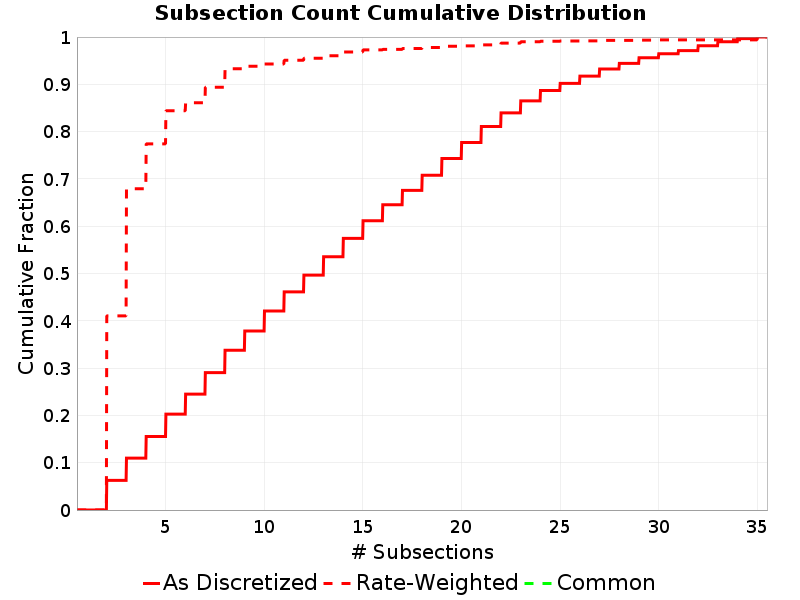 Subsection Count Cumulative Distribution
Cumulative Fraction
1
0.9
0.8
0.7
0.6
0.5
0.4
0.3
0.2
0.1
0
5 10 15 20 25 30 35
# Subsections
As Discretized Rate-Weighted Common